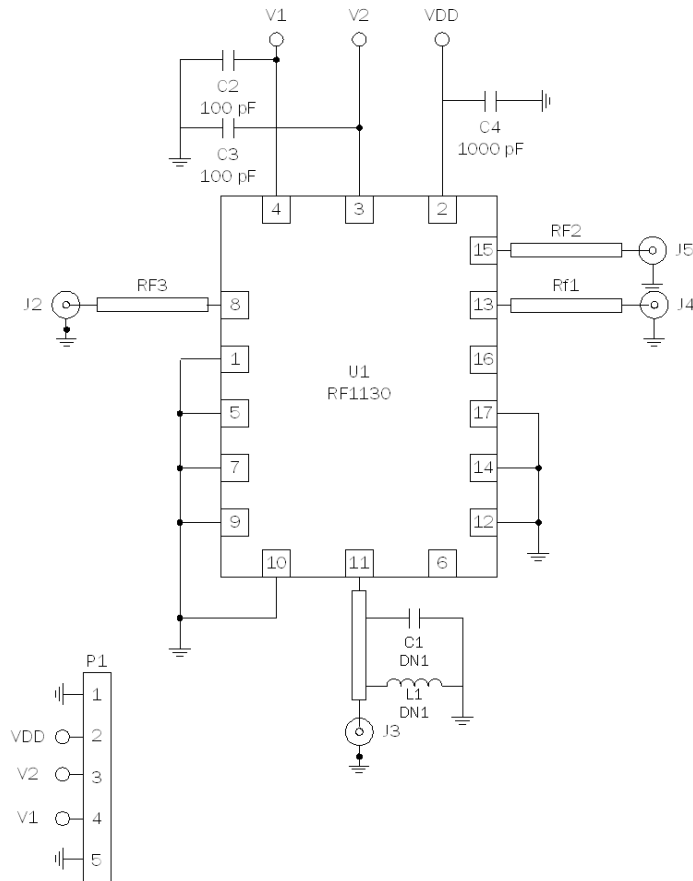 V1 V2 VDD
C2
100 pF
C4
1000 pF
C3
100 pF
4 3 2
15 RF2 J5
J2 RF3 8 13 Rf1 J4
1 16
U1
RF1130
5 17
7 14
9 12
10 11 6
C1
DN1
L1
DN1
J3
P1
1
VDD 2
V2 3
V1 4
5